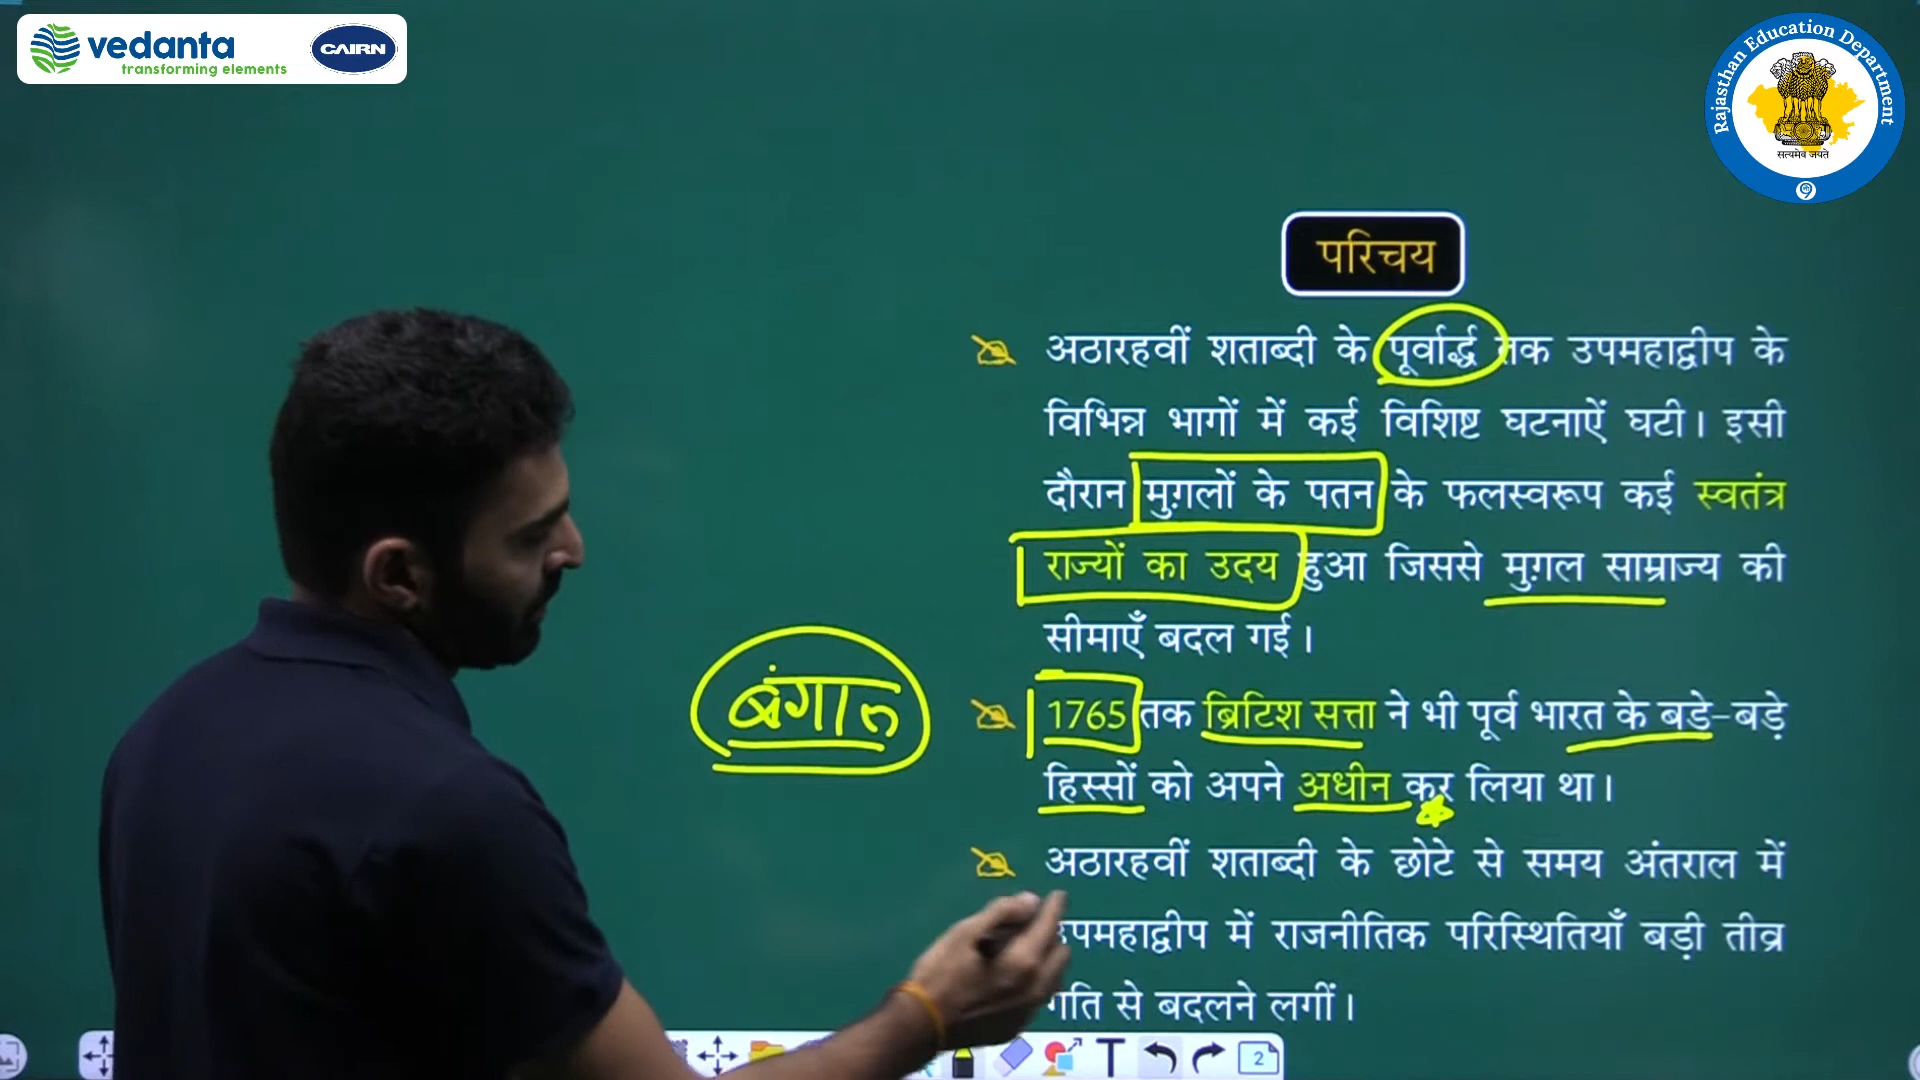 vedanta
transforming elements
CAIRN
Rajasthan Education Department
सत्यमेव जयते
परिचय
अठारहवीं शताब्दी के पूर्वार्द्ध तक उपमहाद्वीप के
विभिन्न भागों में कई विशिष्ट घटनाऐं घटी। इसी
दौरान मुग़लों के पतन के फलस्वरूप कई स्वतंत्र
राज्यों का उदय हुआ जिससे मुग़ल साम्राज्य की
सीमाएँ बदल गई।
बंगाल
1765 तक ब्रिटिश सत्ता ने भी पूर्व भारत के बडे-बड़े
हिस्सों को अपने अधीन कर लिया था।
अठारहवीं शताब्दी के छोटे से समय अंतराल में
उपमहाद्वीप में राजनीतिक परिस्थितियाँ बड़ी तीव्र
गति से बदलने लगीं।
T
2